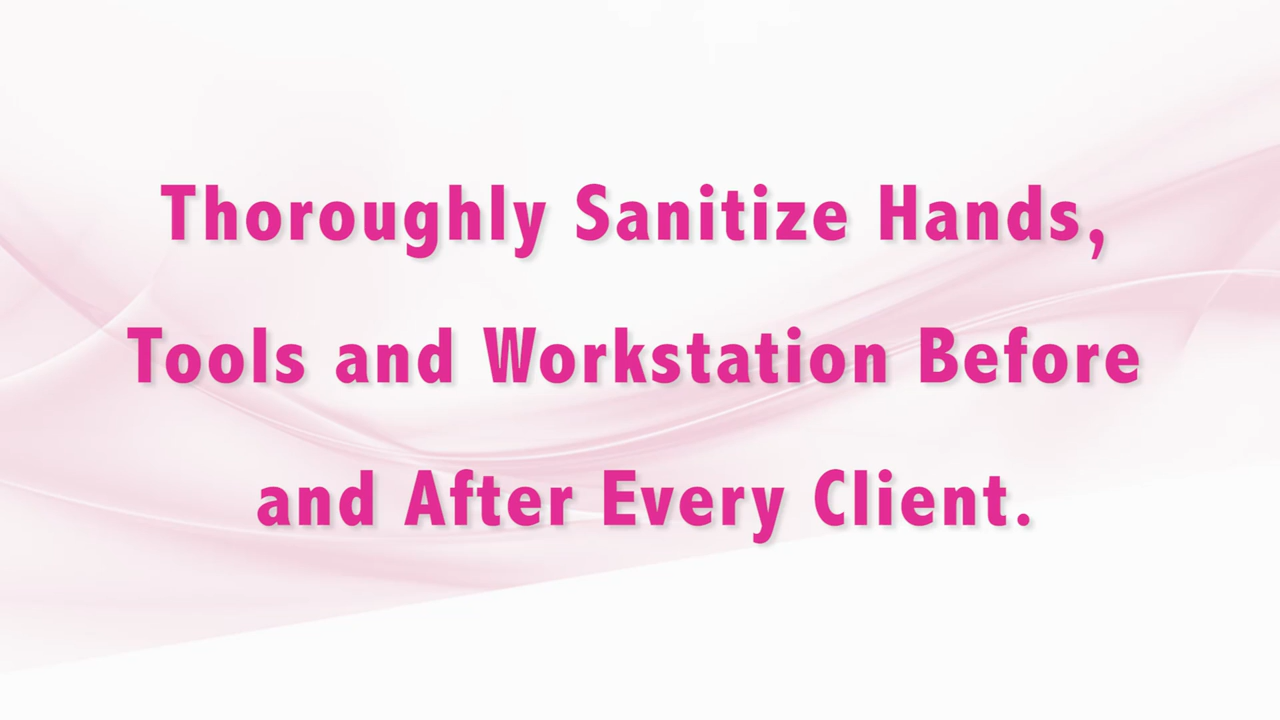 Thoroughly Sanitize Hands,
Tools and Workstation Before
and After Every Client.